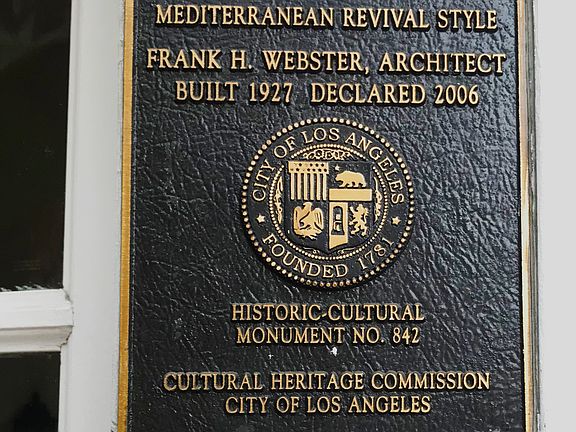 MEDITERRANEAN REVIVAL STYLE
FRANK H. WEBSTER, ARCHITECT
BUILT 1927 DECLARED 2006
CITY OF LOS ANGELES
FOUNDED 1781
HISTORIC-CULTURAL
MONUMENT NO. 842
CULTURAL HERITAGE COMMISSION
CITY OF LOS ANGELES